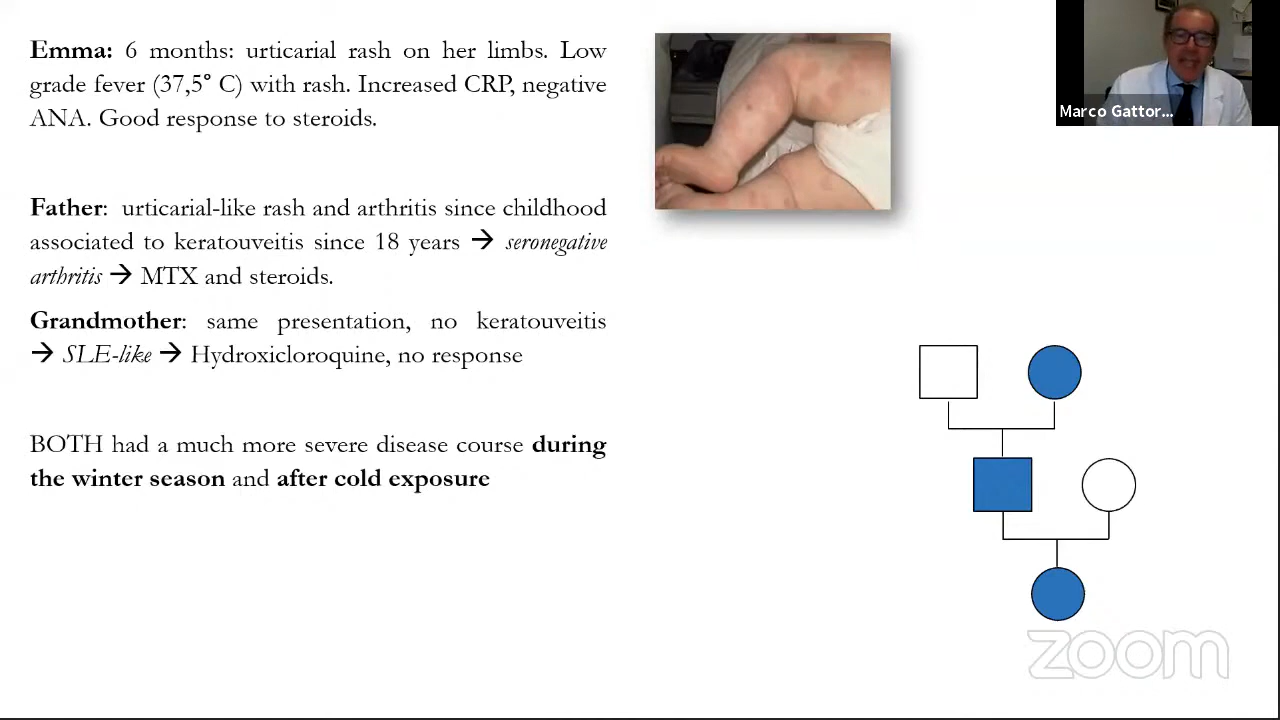 Emma: 6 months: urticarial rash on her limbs. Low
grade fever (37,5° C) with rash. Increased CRP, negative
ANA. Good response to steroids.
Father: urticarial-like rash and arthritis since childhood
associated to keratouveitis since 18 years → seronegative
arthritis → MTX and steroids.
Grandmother: same presentation, no keratouveitis
→ SLE-like → Hydroxicloroquine, no response
BOTH had a much more severe disease course during
the winter season and after cold exposure
Marco Gattor...
zoom